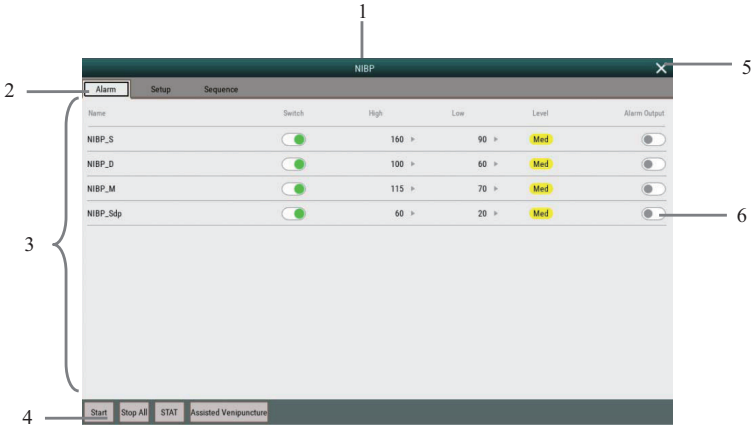 1
NIBP
5
2
Alarm Setup Sequence
Name Switch High Low Level Alarm Output
NIBP_S 160 90 Med
NIBP_D 100 60 Med
NIBP_M 115 70 Med
NIBP_Sdp 60 20 Med
6
3
4
Start Stop All STAT Assisted Venipuncture